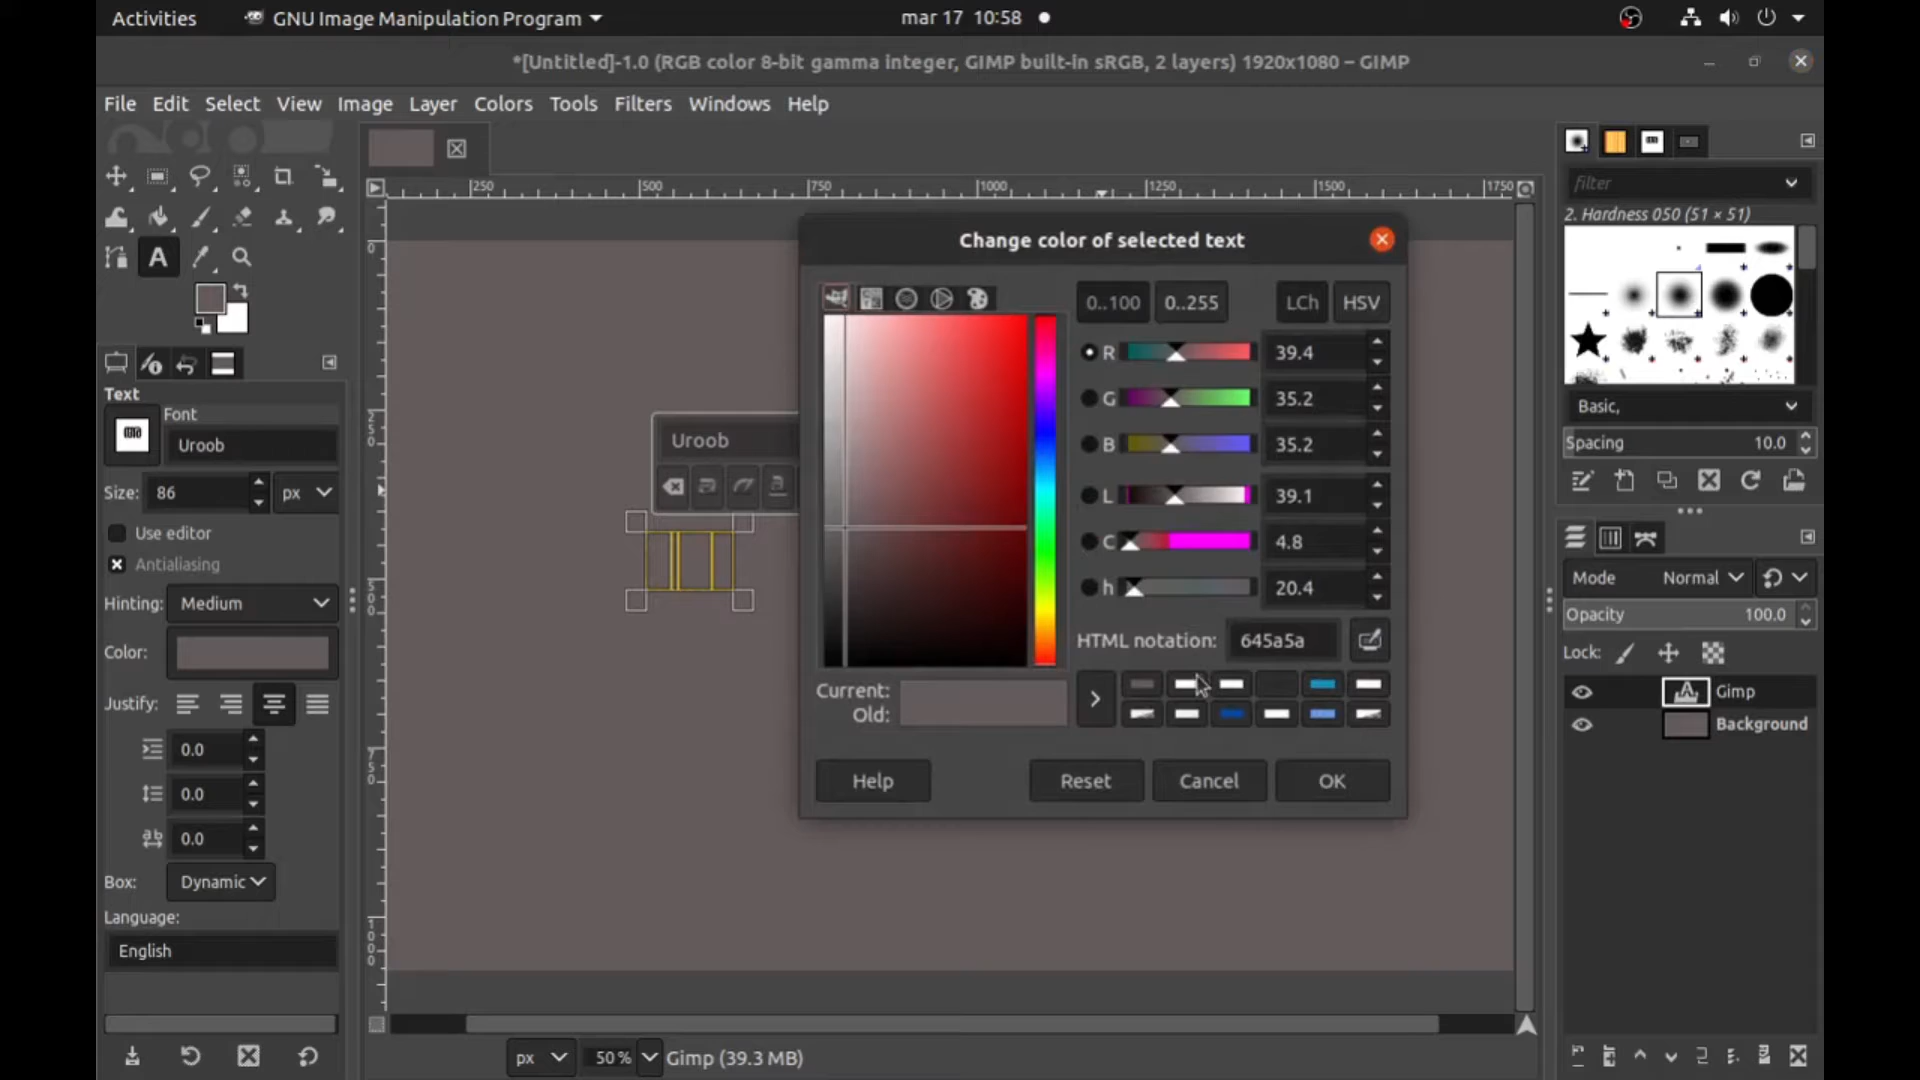 Activities GNU Image Manipulation Program mar 17 10:58
*[Untitled]-1.0 (RGB color 8-bit gamma integer, GIMP built-in sRGB, 2 layers) 1920x1080 – GIMP
File Edit Select View Image Layer Colors Tools Filters Windows Help
250 500 750 1000 1250 1500 1750
filter
2. Hardness 050 (51 × 51)
Basic,
Spacing 10.0
Text
Font
Uroob
Size: 86 px
Use editor
Antialiasing
Hinting: Medium
Color:
Justify:
0.0
0.0
0.0
Box: Dynamic
Language:
English
0
250
500
750
1000
Uroob
Change color of selected text
0..100 0..255 LCh HSV
R 39.4
G 35.2
B 35.2
L 39.1
C 4.8
h 20.4
HTML notation: 645a5a
Current:
Old:
Help Reset Cancel OK
Mode Normal
Opacity 100.0
Lock:
Gimp
Background
px 50 % Gimp (39.3 MB)